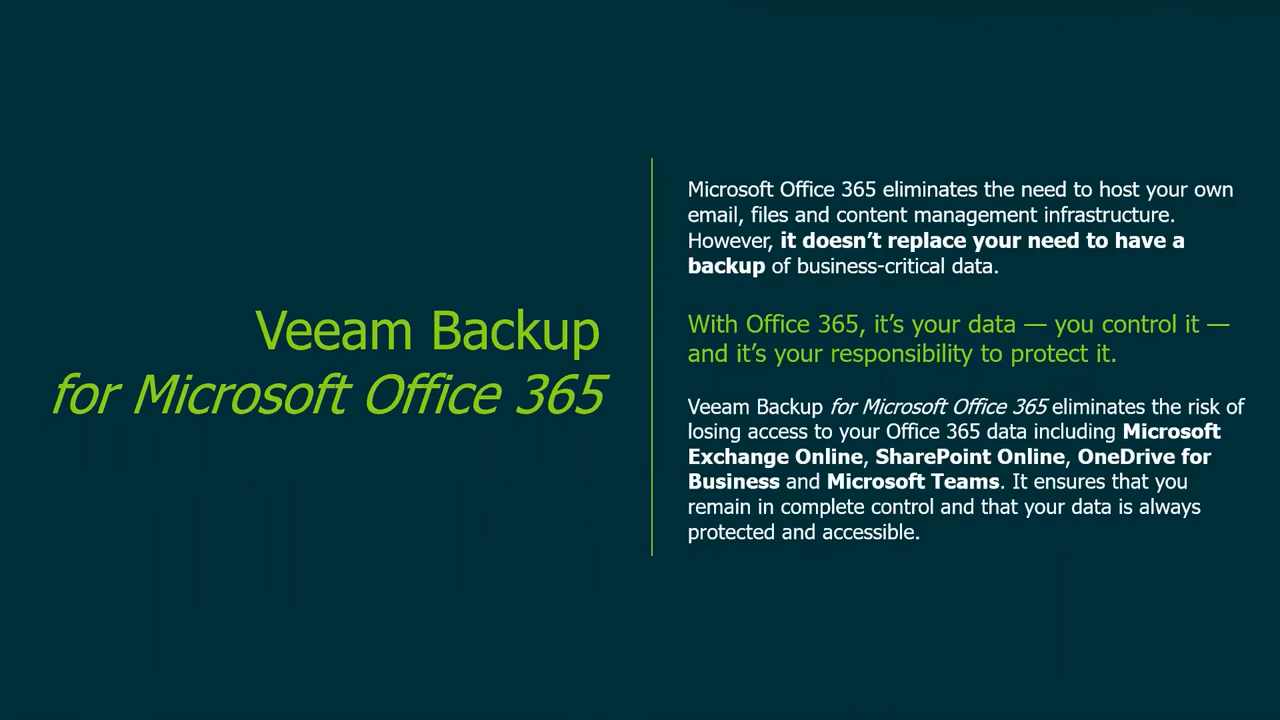 Veeam Backup
for Microsoft Office 365
Microsoft Office 365 eliminates the need to host your own
email, files and content management infrastructure.
However, it doesn’t replace your need to have a
backup of business-critical data.
With Office 365, it’s your data — you control it —
and it’s your responsibility to protect it.
Veeam Backup for Microsoft Office 365 eliminates the risk of
losing access to your Office 365 data including Microsoft
Exchange Online, SharePoint Online, OneDrive for
Business and Microsoft Teams. It ensures that you
remain in complete control and that your data is always
protected and accessible.